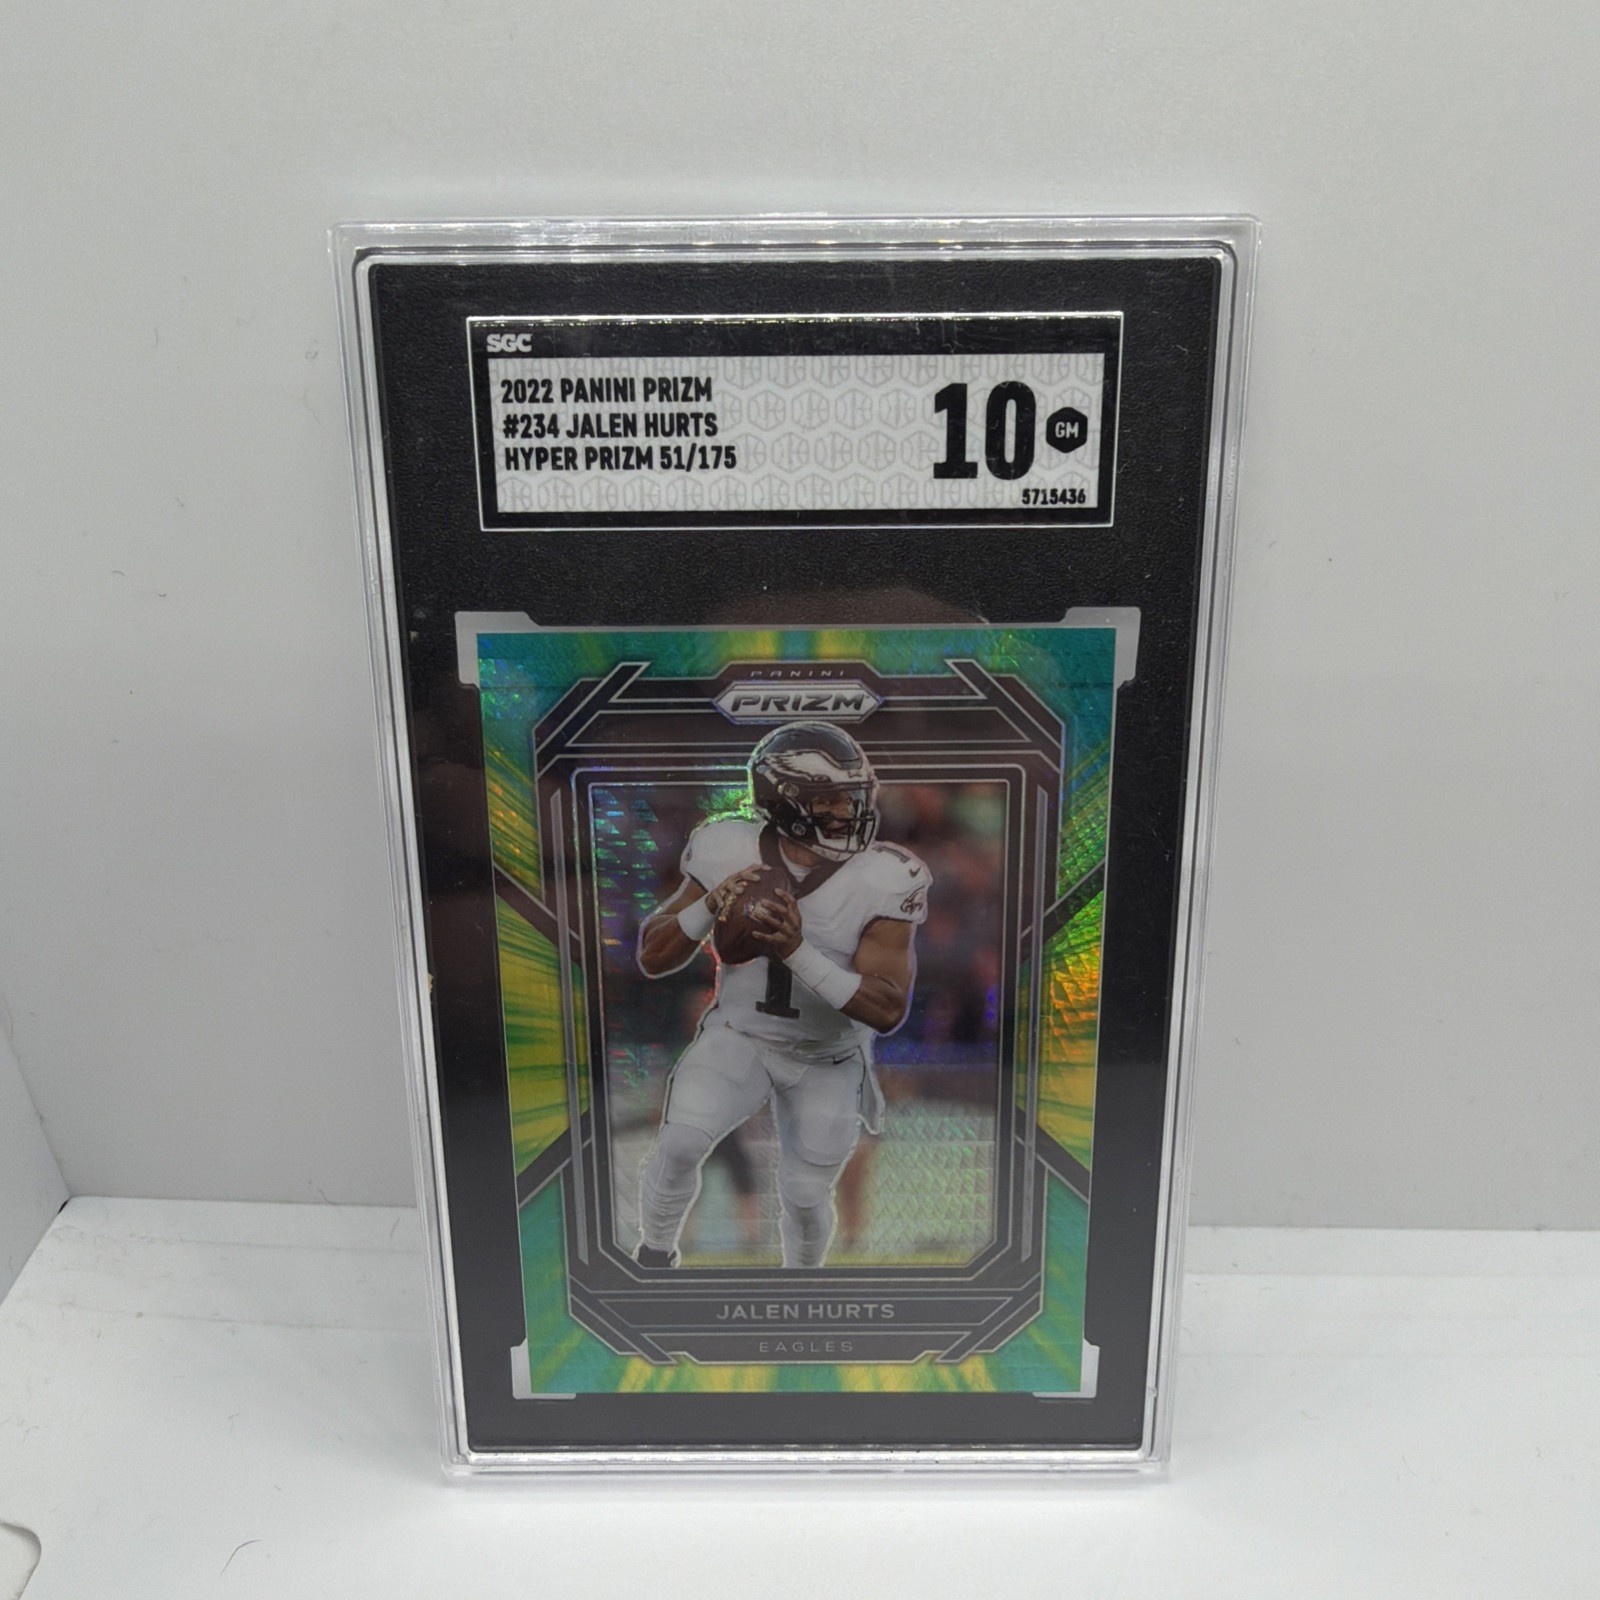 SGC
2022 PANINI PRIZM
#234 JALEN HURTS
HYPER PRIZM 51/175
10 GM
5715436
PANINI
PRIZM
1
1
JALEN HURTS
EAGLES